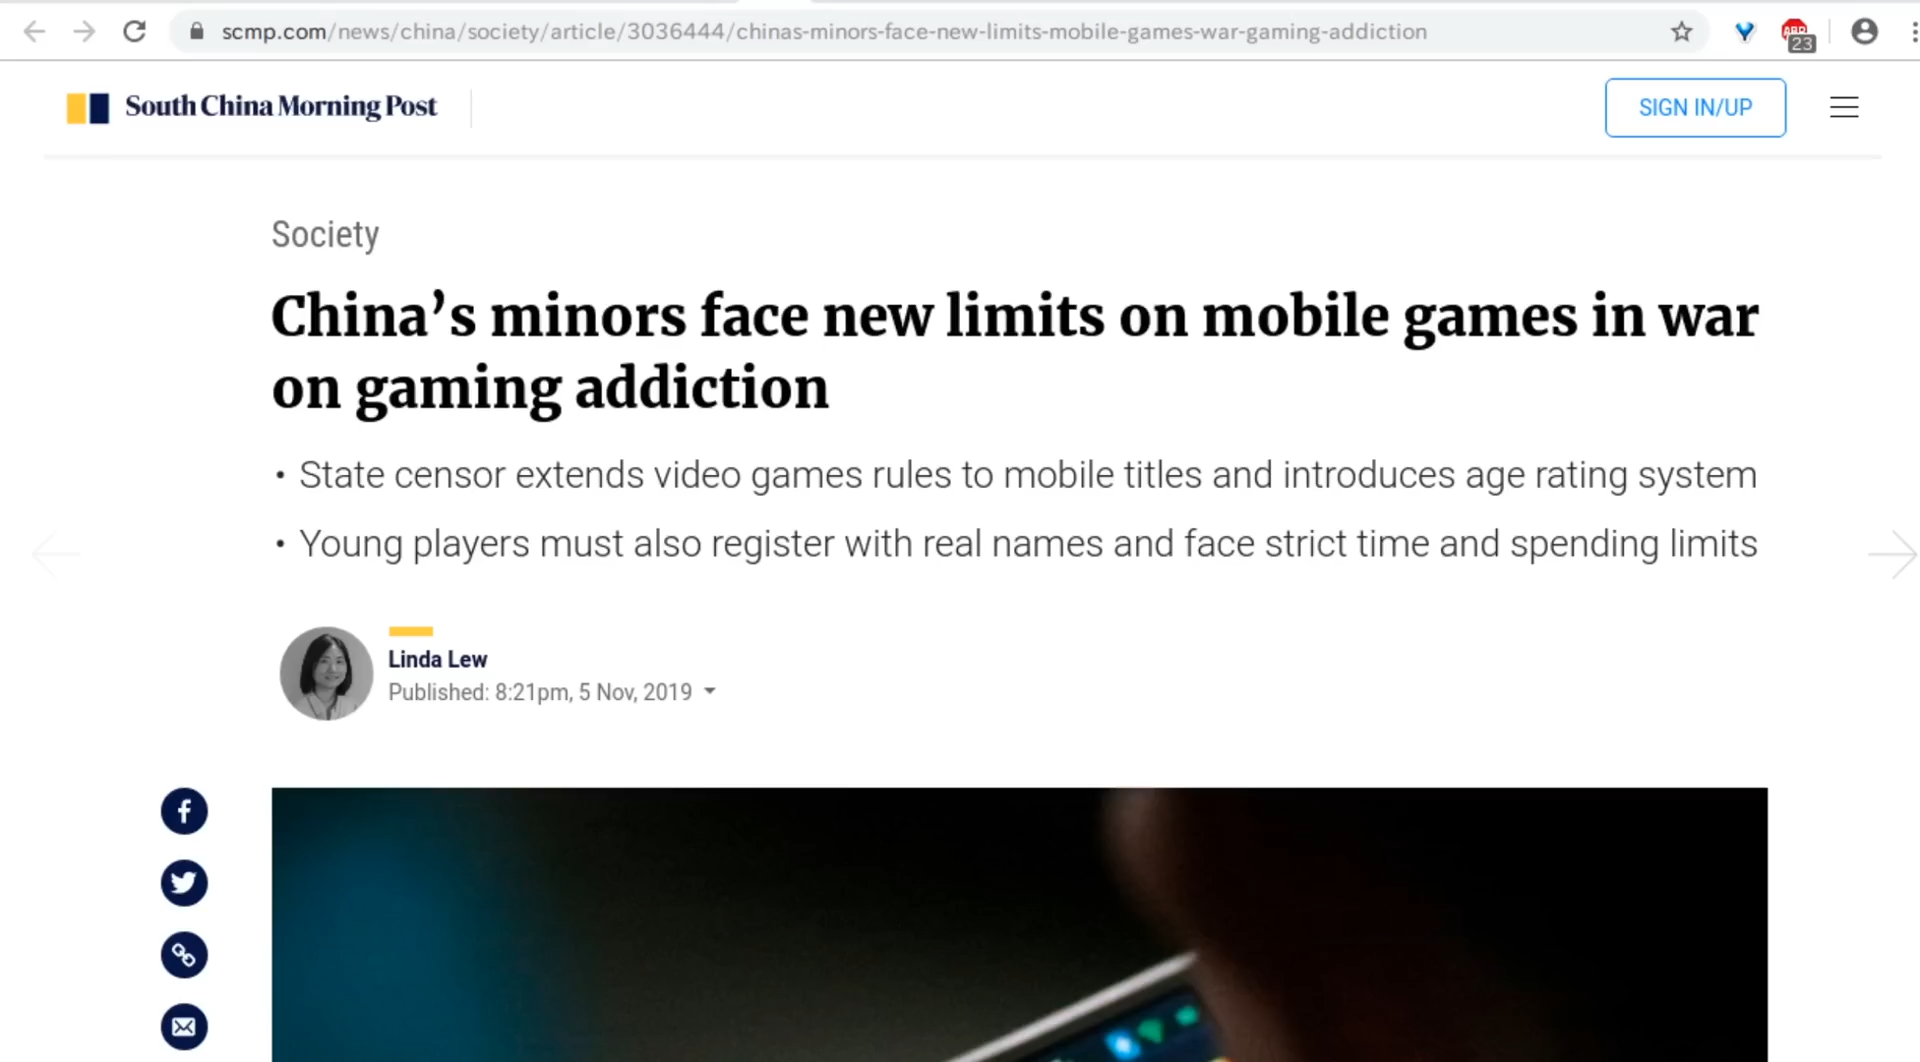 scmp.com/news/china/society/article/3036444/chinas-minors-face-new-limits-mobile-games-war-gaming-addiction
ABP
23
South China Morning Post
SIGN IN/UP
Society
China’s minors face new limits on mobile games in war
on gaming addiction
• State censor extends video games rules to mobile titles and introduces age rating system
• Young players must also register with real names and face strict time and spending limits
Linda Lew
Published: 8:21pm, 5 Nov, 2019